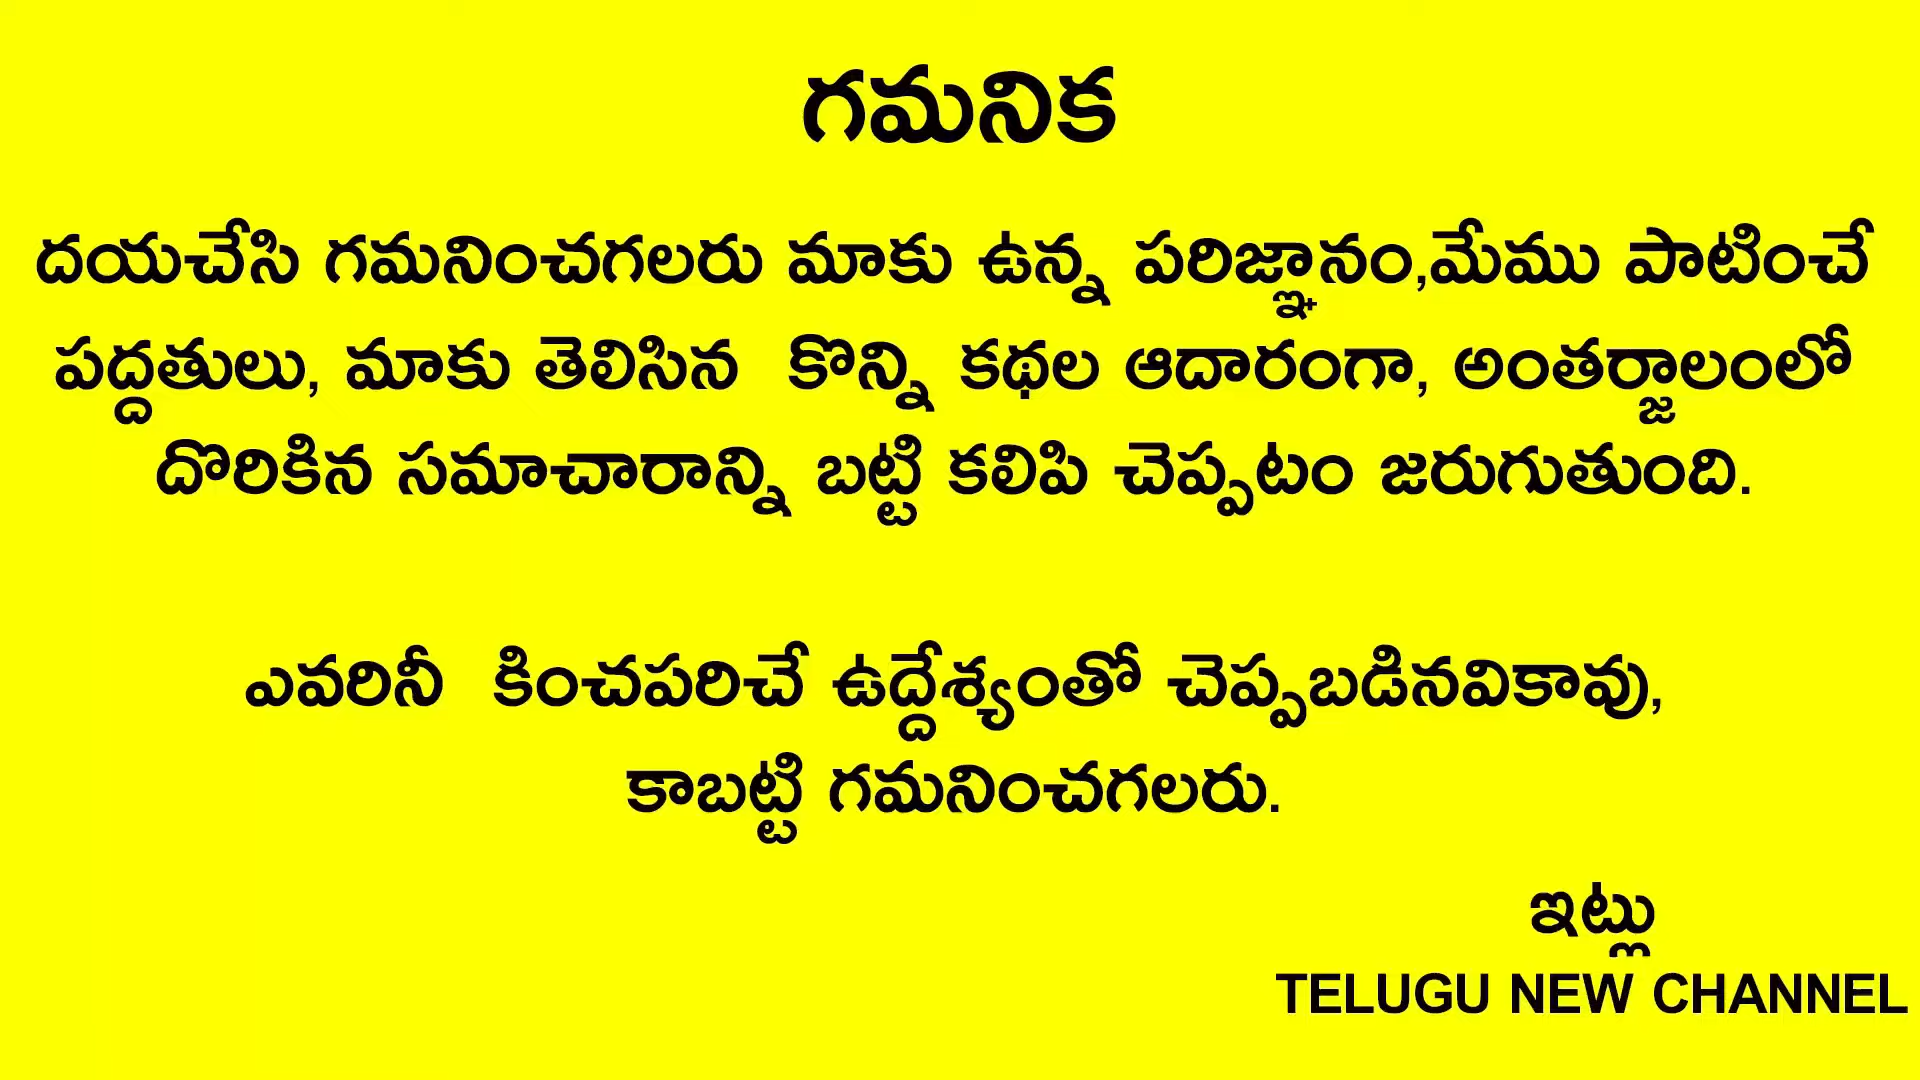 గమనిక
దయచేసి గమనించగలరు మాకు ఉన్న పరిజ్ఞానం,మేము పాటించే
పద్దతులు, మాకు తెలిసిన కొన్ని కథల ఆదారంగా, అంతర్జాలంలో
దొరికిన సమాచారాన్ని బట్టి కలిపి చెప్పటం జరుగుతుంది.
ఎవరినీ కించపరిచే ఉద్దేశ్యంతో చెప్పబడినవికావు,
కాబట్టి గమనించగలరు.
ఇట్లు
TELUGU NEW CHANNEL